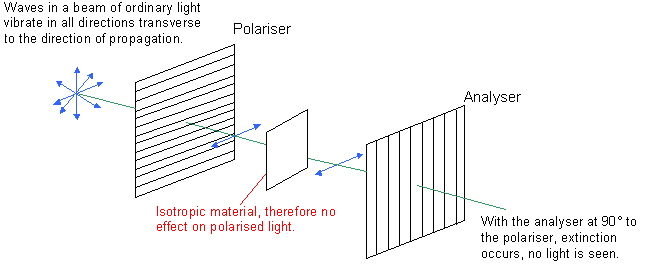 Waves in a beam of ordinary light
vibrate in all directions transverse
to the direction of propagation.
Polariser
Analyser
Isotropic material, therefore no
effect on polarised light.
With the analyser at 90° to
the polariser, extinction
occurs, no light is seen.